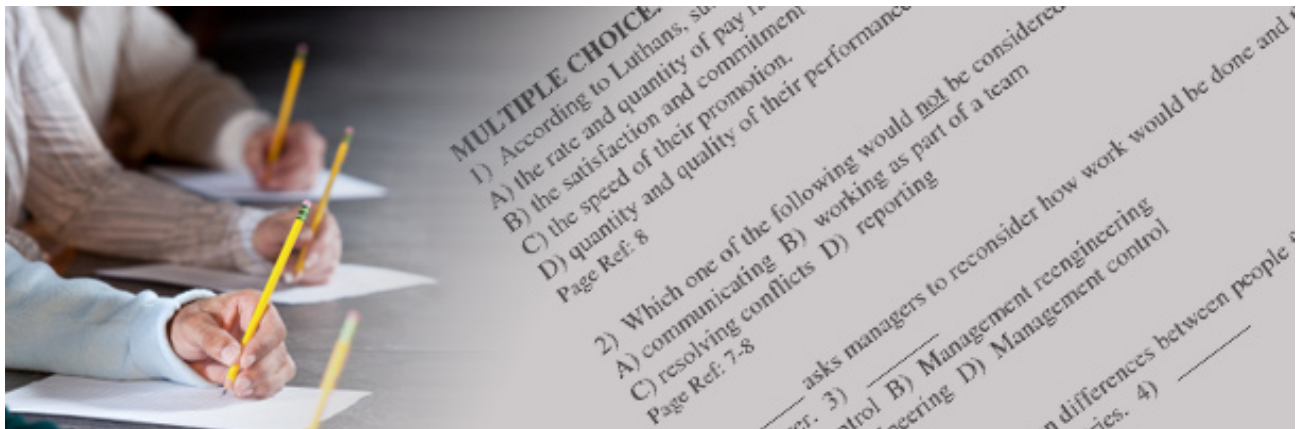 MULTIPLE CHOICE.
1) According to Luthans,
A) the rate and quantity of pay
B) the satisfaction and commitment
C) the speed of their promotion.
D) quantity and quality of their performance
Page Ref: 8
2) Which one of the following would not be considered
A) communicating B) working as part of a team
C) resolving conflicts D) reporting
Page Ref: 7-8
_____ asks managers to reconsider how work would be done and
3) _____
B) Management reengineering
D) Management control
differences between people
4) _____